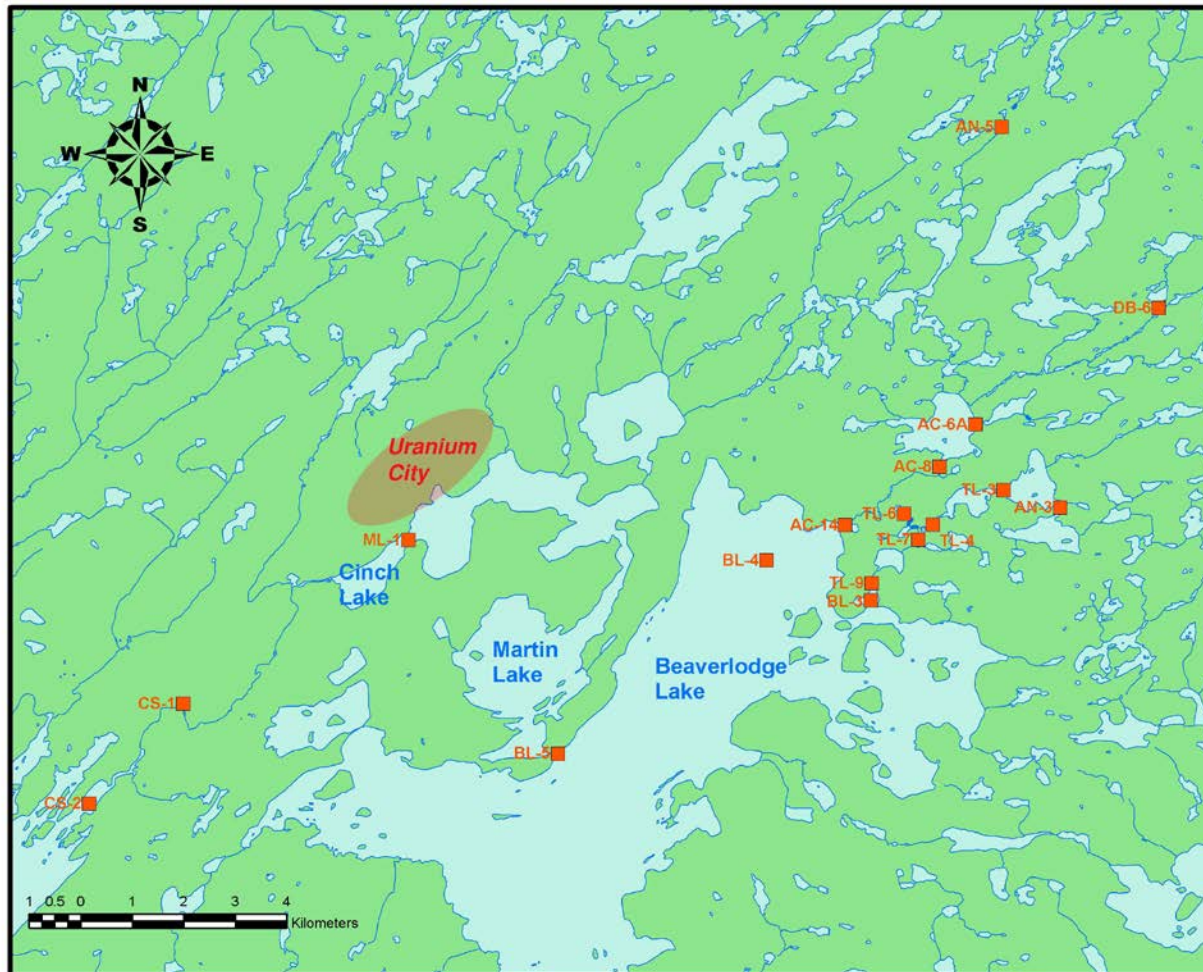 N
AN-5
W
E
S
DB-6
AC-6A
Uranium
City
AC-8
TL-3
AN-3
TL-6
AC-14
ML-1
TL-7
TL-4
BL-4
Cinch
Lake
TL-9
BL-3
Martin
Lake
Beaverlodge
Lake
CS-1
BL-5
CS-2
1 0.5 0 1 2 3 4
Kilometers